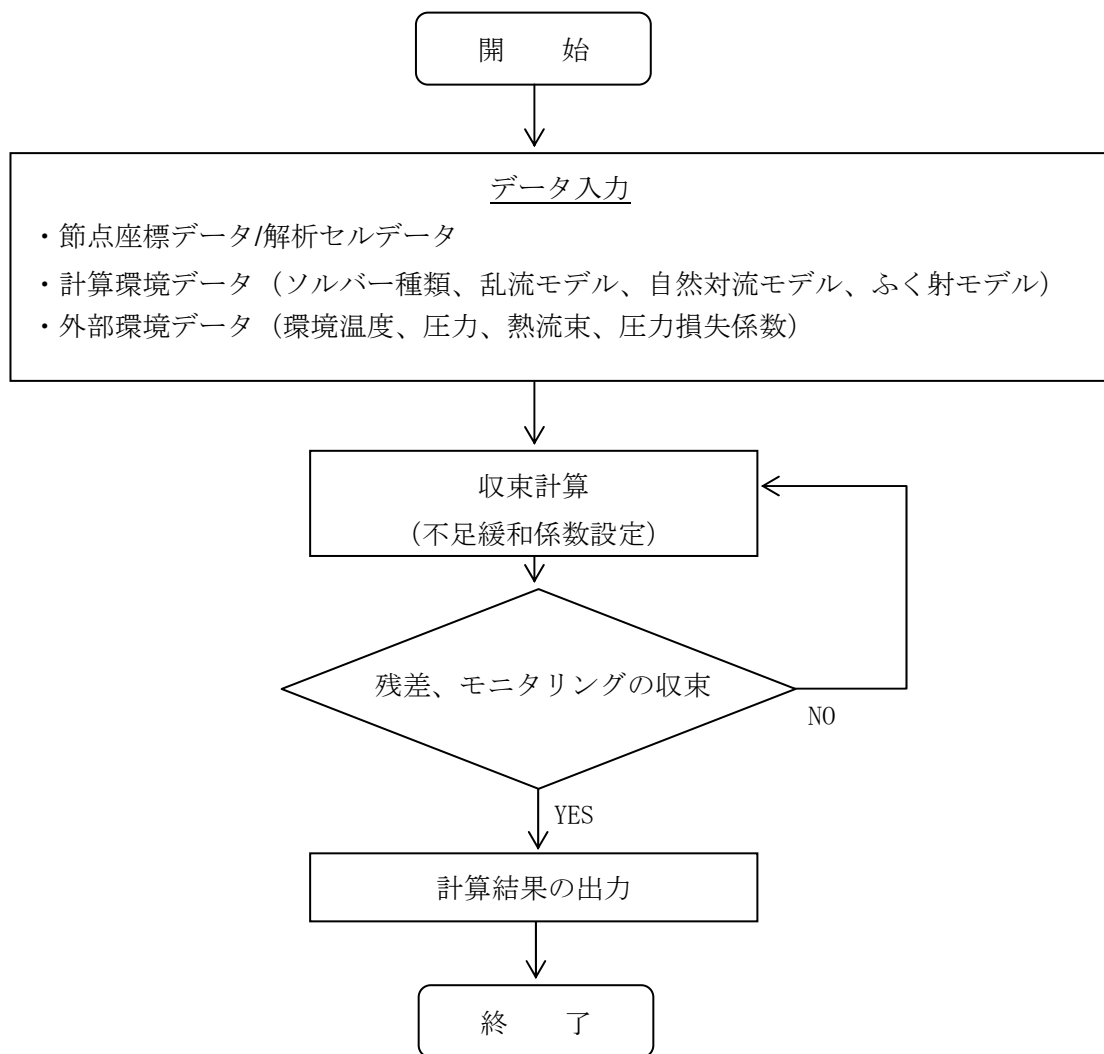 開　始
データ入力
・節点座標データ/解析セルデータ
・計算環境データ（ソルバー種類、乱流モデル、自然対流モデル、ふく射モデル）
・外部環境データ（環境温度、圧力、熱流束、圧力損失係数）
収束計算
（不足緩和係数設定）
残差、モニタリングの収束
NO
YES
計算結果の出力
終　了